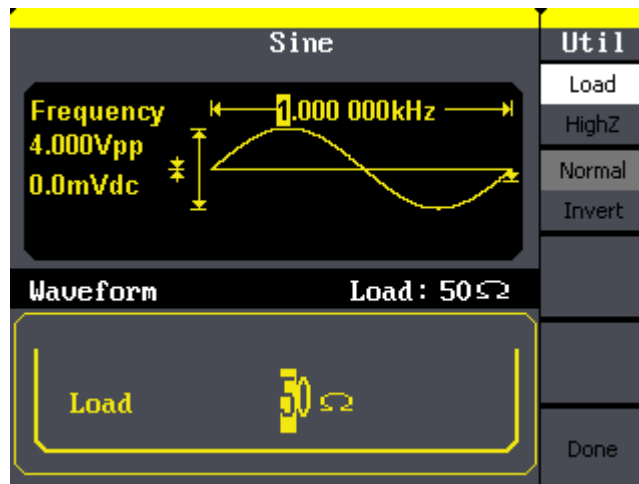 Sine
Util
Load
HighZ
Normal
Invert
Done
Frequency
1.000 000kHz
4.000Vpp
0.0mVdc
Waveform
Load: 50Ω
Load 50 Ω